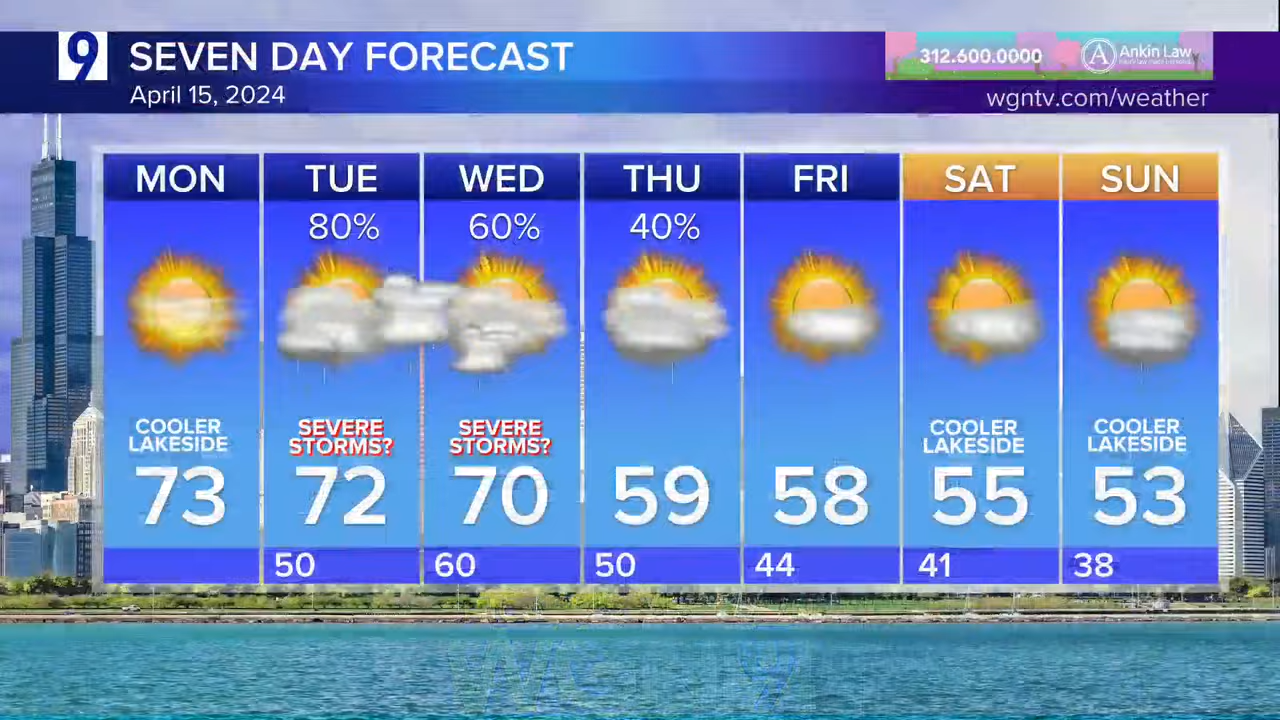 9
SEVEN DAY FORECAST
April 15, 2024
312.600.0000
Ankin Law
wgntv.com/weather
MON TUE WED THU FRI SAT SUN
80% 60% 40%
COOLER
LAKESIDE
SEVERE
STORMS?
SEVERE
STORMS?
COOLER
LAKESIDE
COOLER
LAKESIDE
73 72 70 59 58 55 53
50 60 50 44 41 38